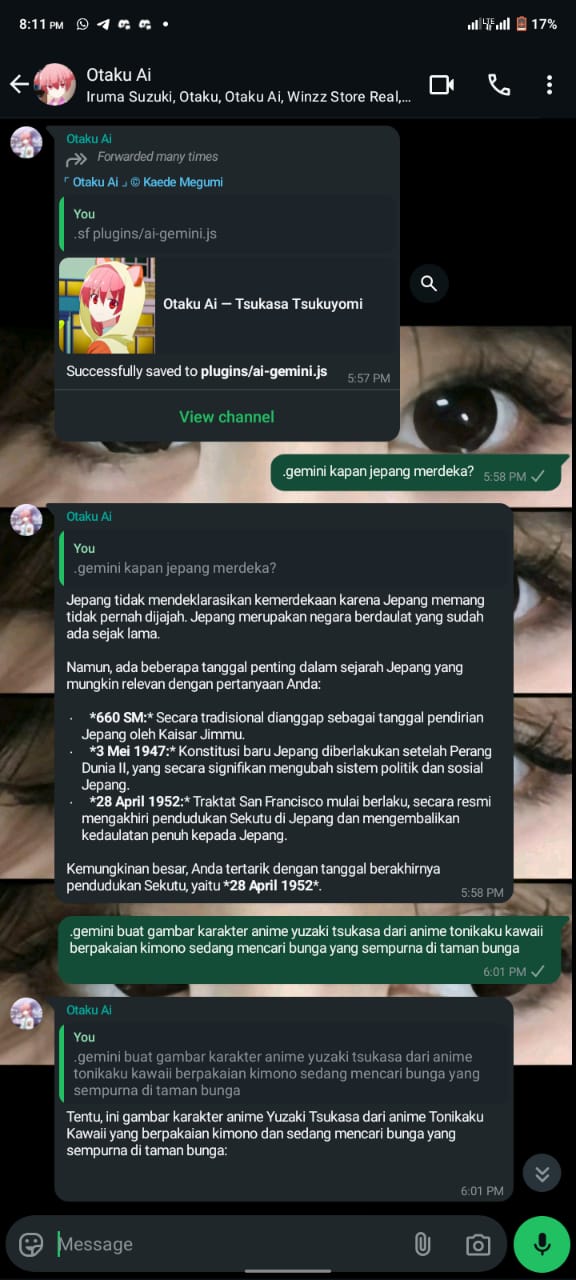 8:11 PM
LTE
17%
Otaku Ai
Iruma Suzuki, Otaku, Otaku Ai, Winzz Store Real,...
Otaku Ai
Forwarded many times
「 Otaku Ai 」 © Kaede Megumi
You
.sf plugins/ai-gemini.js
Otaku Ai — Tsukasa Tsukuyomi
Successfully saved to plugins/ai-gemini.js
5:57 PM
View channel
.gemini kapan jepang merdeka?
5:58 PM
Otaku Ai
You
.gemini kapan jepang merdeka?
Jepang tidak mendeklarasikan kemerdekaan karena Jepang memang
tidak pernah dijajah. Jepang merupakan negara berdaulat yang sudah
ada sejak lama.
Namun, ada beberapa tanggal penting dalam sejarah Jepang yang
mungkin relevan dengan pertanyaan Anda:
· *660 SM:* Secara tradisional dianggap sebagai tanggal pendirian
Jepang oleh Kaisar Jimmu.
· *3 Mei 1947:* Konstitusi baru Jepang diberlakukan setelah Perang
Dunia II, yang secara signifikan mengubah sistem politik dan sosial
Jepang.
· *28 April 1952:* Traktat San Francisco mulai berlaku, secara resmi
mengakhiri pendudukan Sekutu di Jepang dan mengembalikan
kedaulatan penuh kepada Jepang.
Kemungkinan besar, Anda tertarik dengan tanggal berakhirnya
pendudukan Sekutu, yaitu *28 April 1952*.
5:58 PM
.gemini buat gambar karakter anime yuzaki tsukasa dari anime tonikaku kawaii
berpakaian kimono sedang mencari bunga yang sempurna di taman bunga
6:01 PM
Otaku Ai
You
.gemini buat gambar karakter anime yuzaki tsukasa dari anime
tonikaku kawaii berpakaian kimono sedang mencari bunga yang
sempurna di taman bunga
Tentu, ini gambar karakter anime Yuzaki Tsukasa dari anime Tonikaku
Kawaii yang berpakaian kimono dan sedang mencari bunga yang
sempurna di taman bunga:
6:01 PM
Message